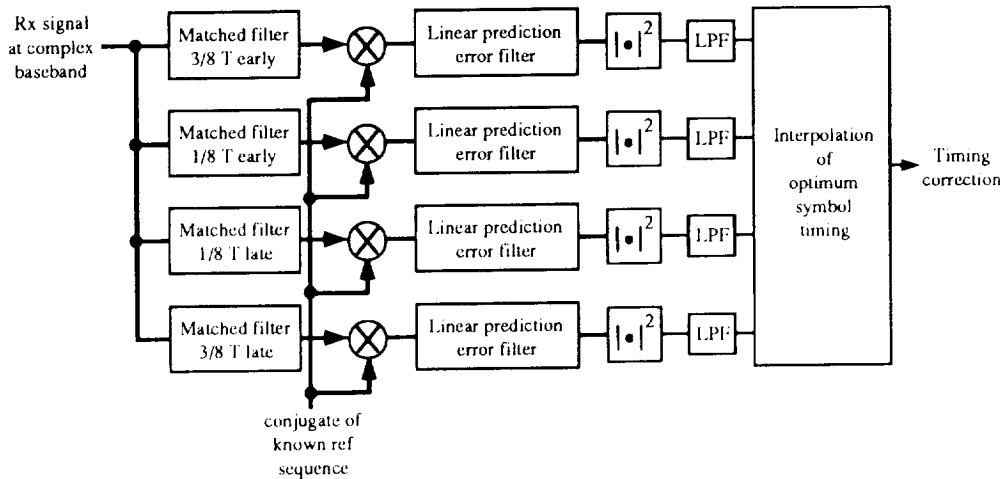 Rx signal
at complex
baseband
Matched filter
3/8 T early
Linear prediction
error filter
|•|²
LPF
Matched filter
1/8 T early
Linear prediction
error filter
|•|²
LPF
Matched filter
1/8 T late
Linear prediction
error filter
|•|²
LPF
Matched filter
3/8 T late
Linear prediction
error filter
|•|²
LPF
Interpolation
of
optimum
symbol
timing
Timing
correction
conjugate of
known ref
sequence